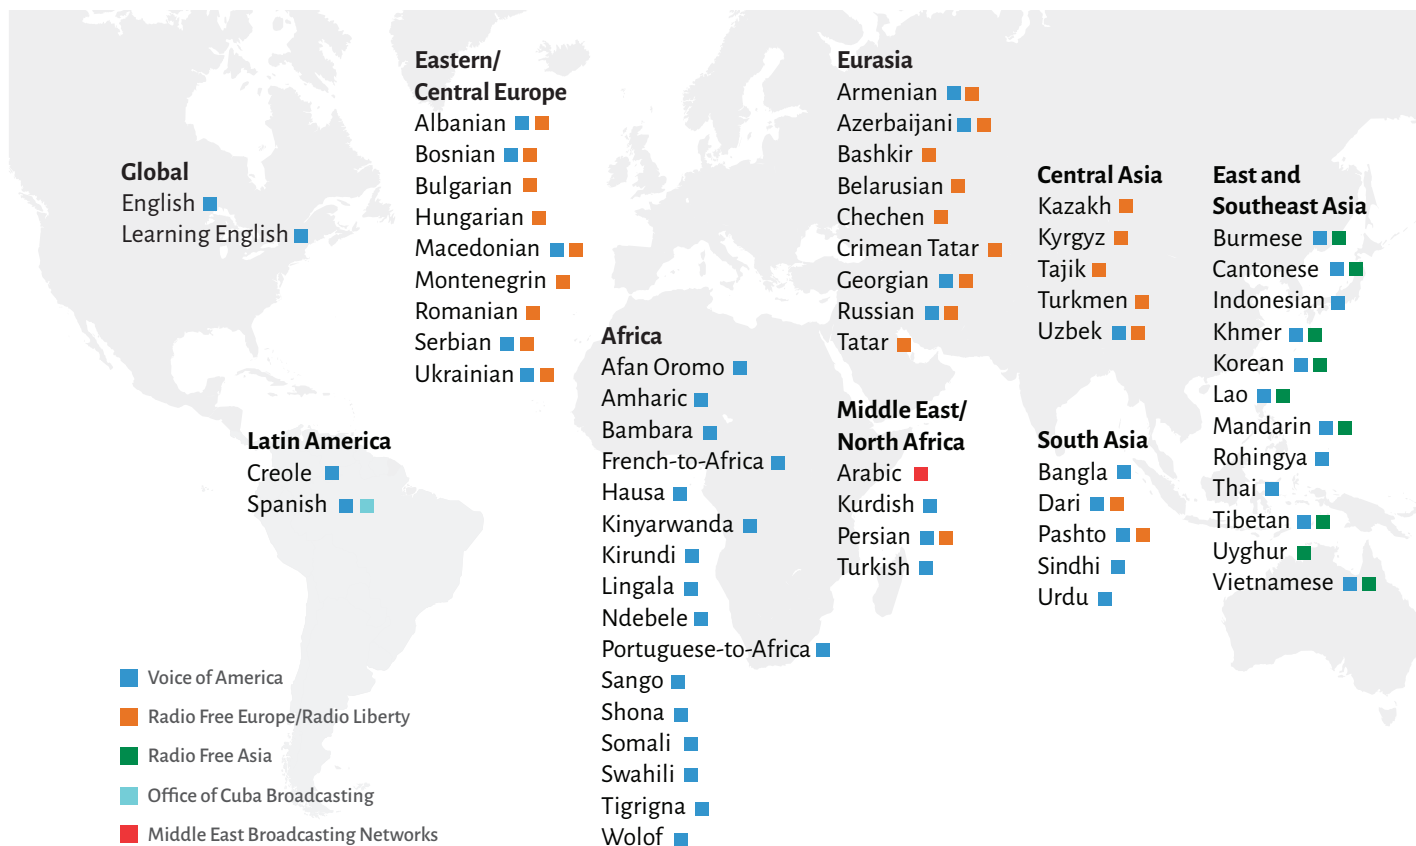 Global
English
Learning English
Latin America
Creole
Spanish
Eastern/
Central Europe
Albanian
Bosnian
Bulgarian
Hungarian
Macedonian
Montenegrin
Romanian
Serbian
Ukrainian
Africa
Afan Oromo
Amharic
Bambara
French-to-Africa
Hausa
Kinyarwanda
Kirundi
Lingala
Ndebele
Portuguese-to-Africa
Sango
Shona
Somali
Swahili
Tigrigna
Wolof
Eurasia
Armenian
Azerbaijani
Bashkir
Belarusian
Chechen
Crimean Tatar
Georgian
Russian
Tatar
Middle East/
North Africa
Arabic
Kurdish
Persian
Turkish
Central Asia
Kazakh
Kyrgyz
Tajik
Turkmen
Uzbek
South Asia
Bangla
Dari
Pashto
Sindhi
Urdu
East and
Southeast Asia
Burmese
Cantonese
Indonesian
Khmer
Korean
Lao
Mandarin
Rohingya
Thai
Tibetan
Uyghur
Vietnamese
Voice of America
Radio Free Europe/Radio Liberty
Radio Free Asia
Office of Cuba Broadcasting
Middle East Broadcasting Networks